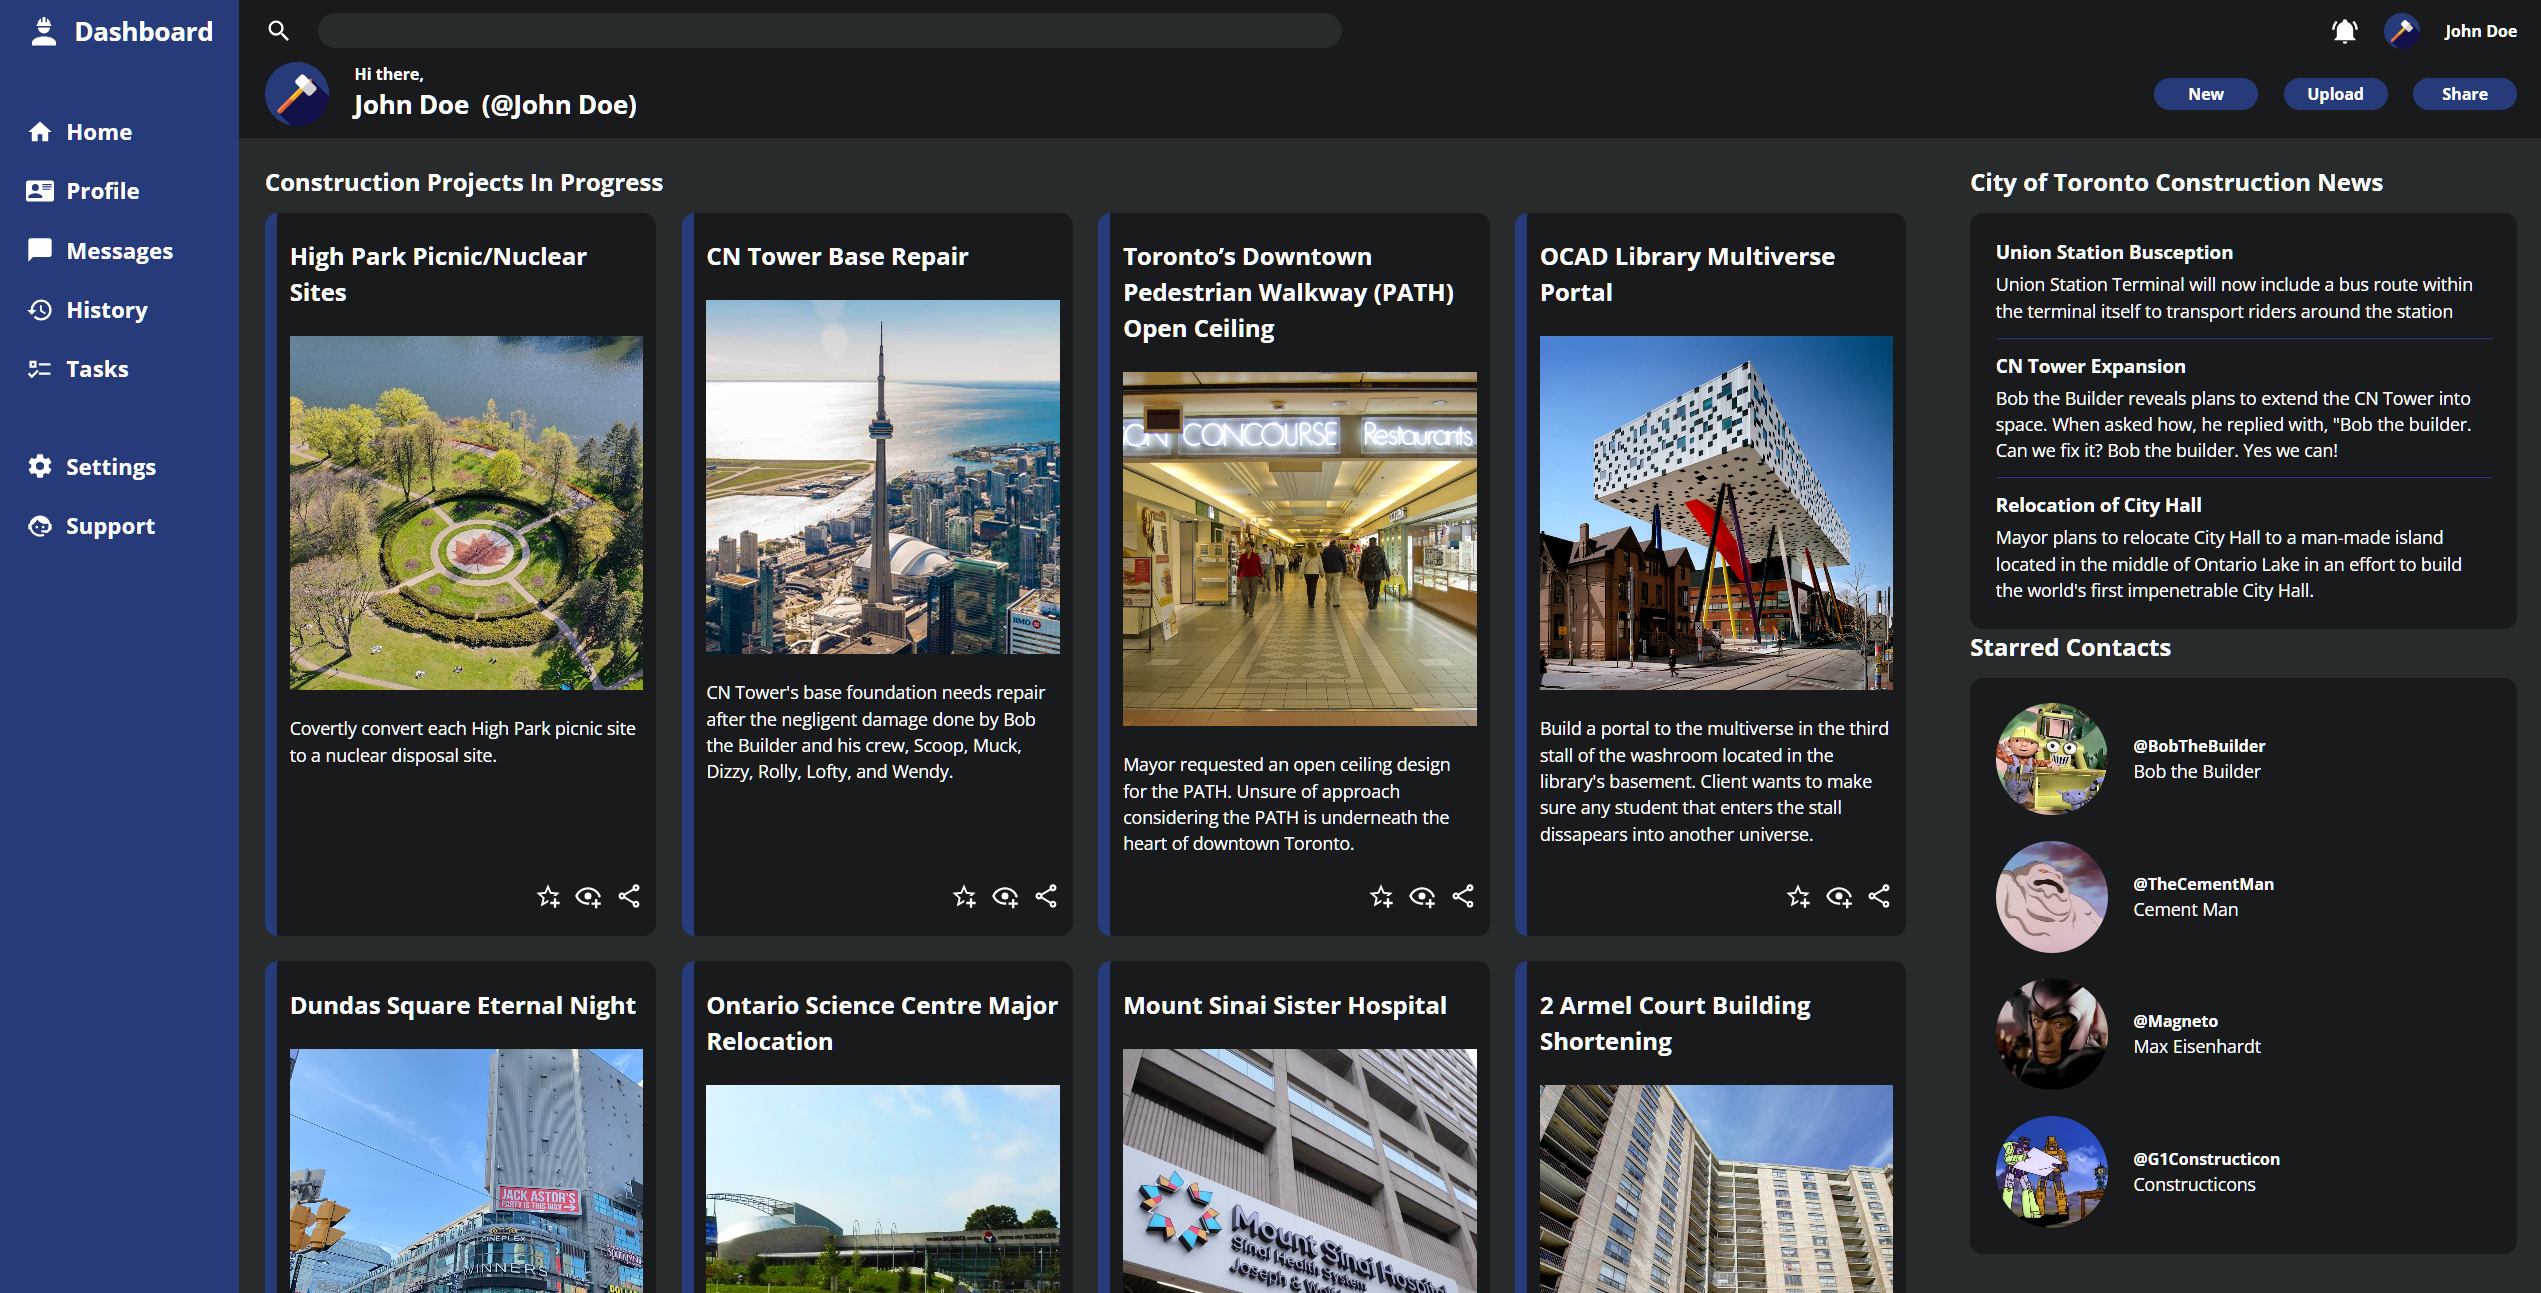 Dashboard
John Doe
Hi there,
John Doe (@John Doe)
New
Upload
Share
Home
Profile
Messages
History
Tasks
Settings
Support
Construction Projects In Progress
High Park Picnic/Nuclear
Sites
Covertly convert each High Park picnic site
to a nuclear disposal site.
CN Tower Base Repair
BMO
CN Tower's base foundation needs repair
after the negligent damage done by Bob
the Builder and his crew, Scoop, Muck,
Dizzy, Rolly, Lofty, and Wendy.
Toronto’s Downtown
Pedestrian Walkway (PATH)
Open Ceiling
CONCOURSE Restaurants
Mayor requested an open ceiling design
for the PATH. Unsure of approach
considering the PATH is underneath the
heart of downtown Toronto.
OCAD Library Multiverse
Portal
Build a portal to the multiverse in the third
stall of the washroom located in the
library's basement. Client wants to make
sure any student that enters the stall
dissapears into another universe.
Dundas Square Eternal Night
JACK ASTOR'S
PARTY IS THIS WAY
CINEPLEX
WINNERS
Ontario Science Centre Major
Relocation
Mount Sinai Sister Hospital
Mount Sinai Hospital
Sinai Health System
Joseph &
2 Armel Court Building
Shortening
City of Toronto Construction News
Union Station Busception
Union Station Terminal will now include a bus route within
the terminal itself to transport riders around the station
CN Tower Expansion
Bob the Builder reveals plans to extend the CN Tower into
space. When asked how, he replied with, "Bob the builder.
Can we fix it? Bob the builder. Yes we can!
Relocation of City Hall
Mayor plans to relocate City Hall to a man-made island
located in the middle of Ontario Lake in an effort to build
the world's first impenetrable City Hall.
Starred Contacts
@BobTheBuilder
Bob the Builder
@TheCementMan
Cement Man
@Magneto
Max Eisenhardt
@G1Constructicon
Constructicons